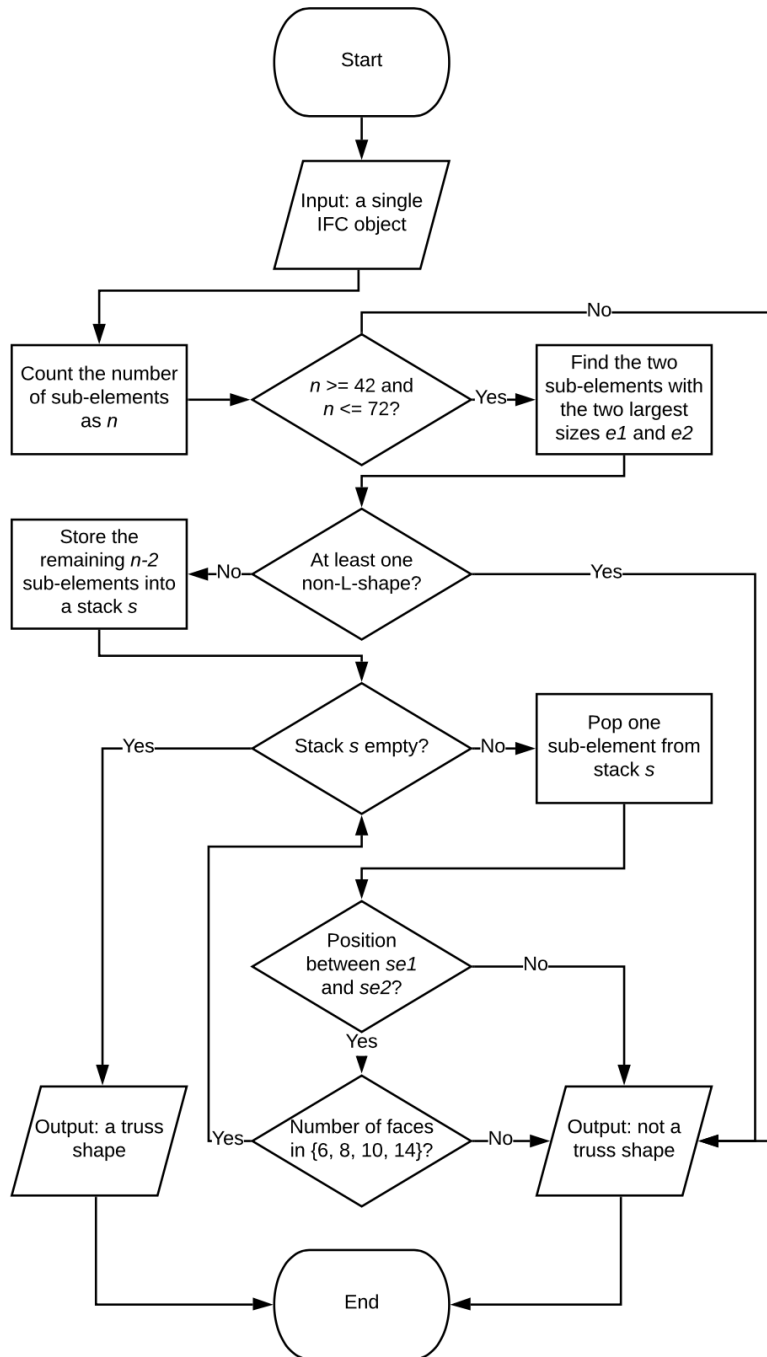 Start
Input: a single
IFC object
No
Count the number
of sub-elements
as n
n >= 42 and
n <= 72?
Yes
Find the two
sub-elements with
the two largest
sizes e1 and e2
Store the
remaining n-2
sub-elements into
a stack s
No
At least one
non-L-shape?
Yes
Yes
Stack s empty?
No
Pop one
sub-element from
stack s
Position
between se1
and se2?
No
Yes
Output: a truss
shape
Yes
Number of faces
in {6, 8, 10, 14}?
No
Output: not a
truss shape
End